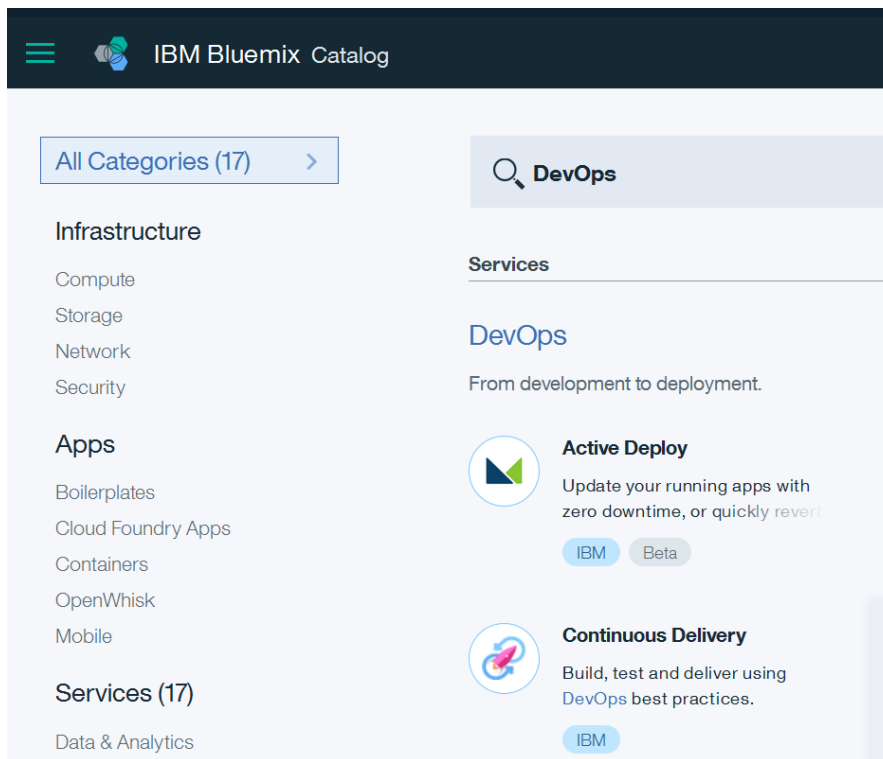 IBM Bluemix Catalog
All Categories (17)
Infrastructure
Compute
Storage
Network
Security
Apps
Boilerplates
Cloud Foundry Apps
Containers
OpenWhisk
Mobile
Services (17)
Data & Analytics
DevOps
Services
DevOps
From development to deployment.
Active Deploy
Update your running apps with
zero downtime, or quickly revert
IBM Beta
Continuous Delivery
Build, test and deliver using
DevOps best practices.
IBM